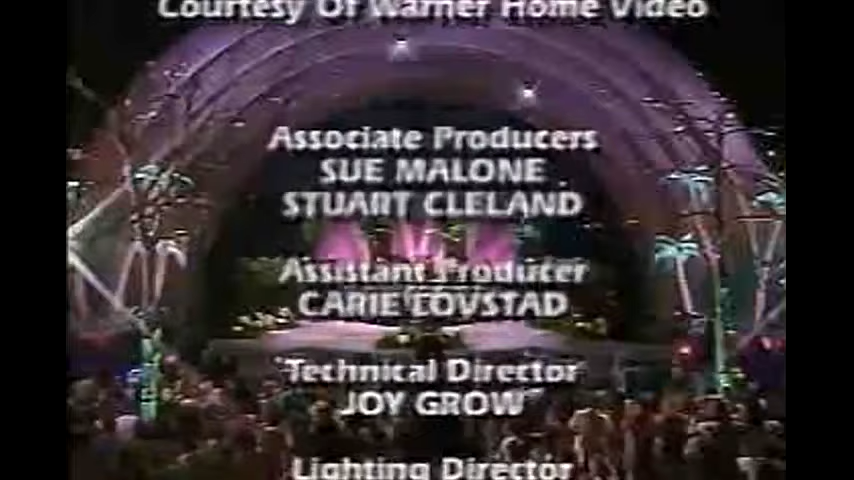 Courtesy Of Warner Home Video
Associate Producers
SUE MALONE
STUART CLELAND
Assistant Producer
CARIE LOVSTAD
Technical Director
JOY GROW
Lighting Director